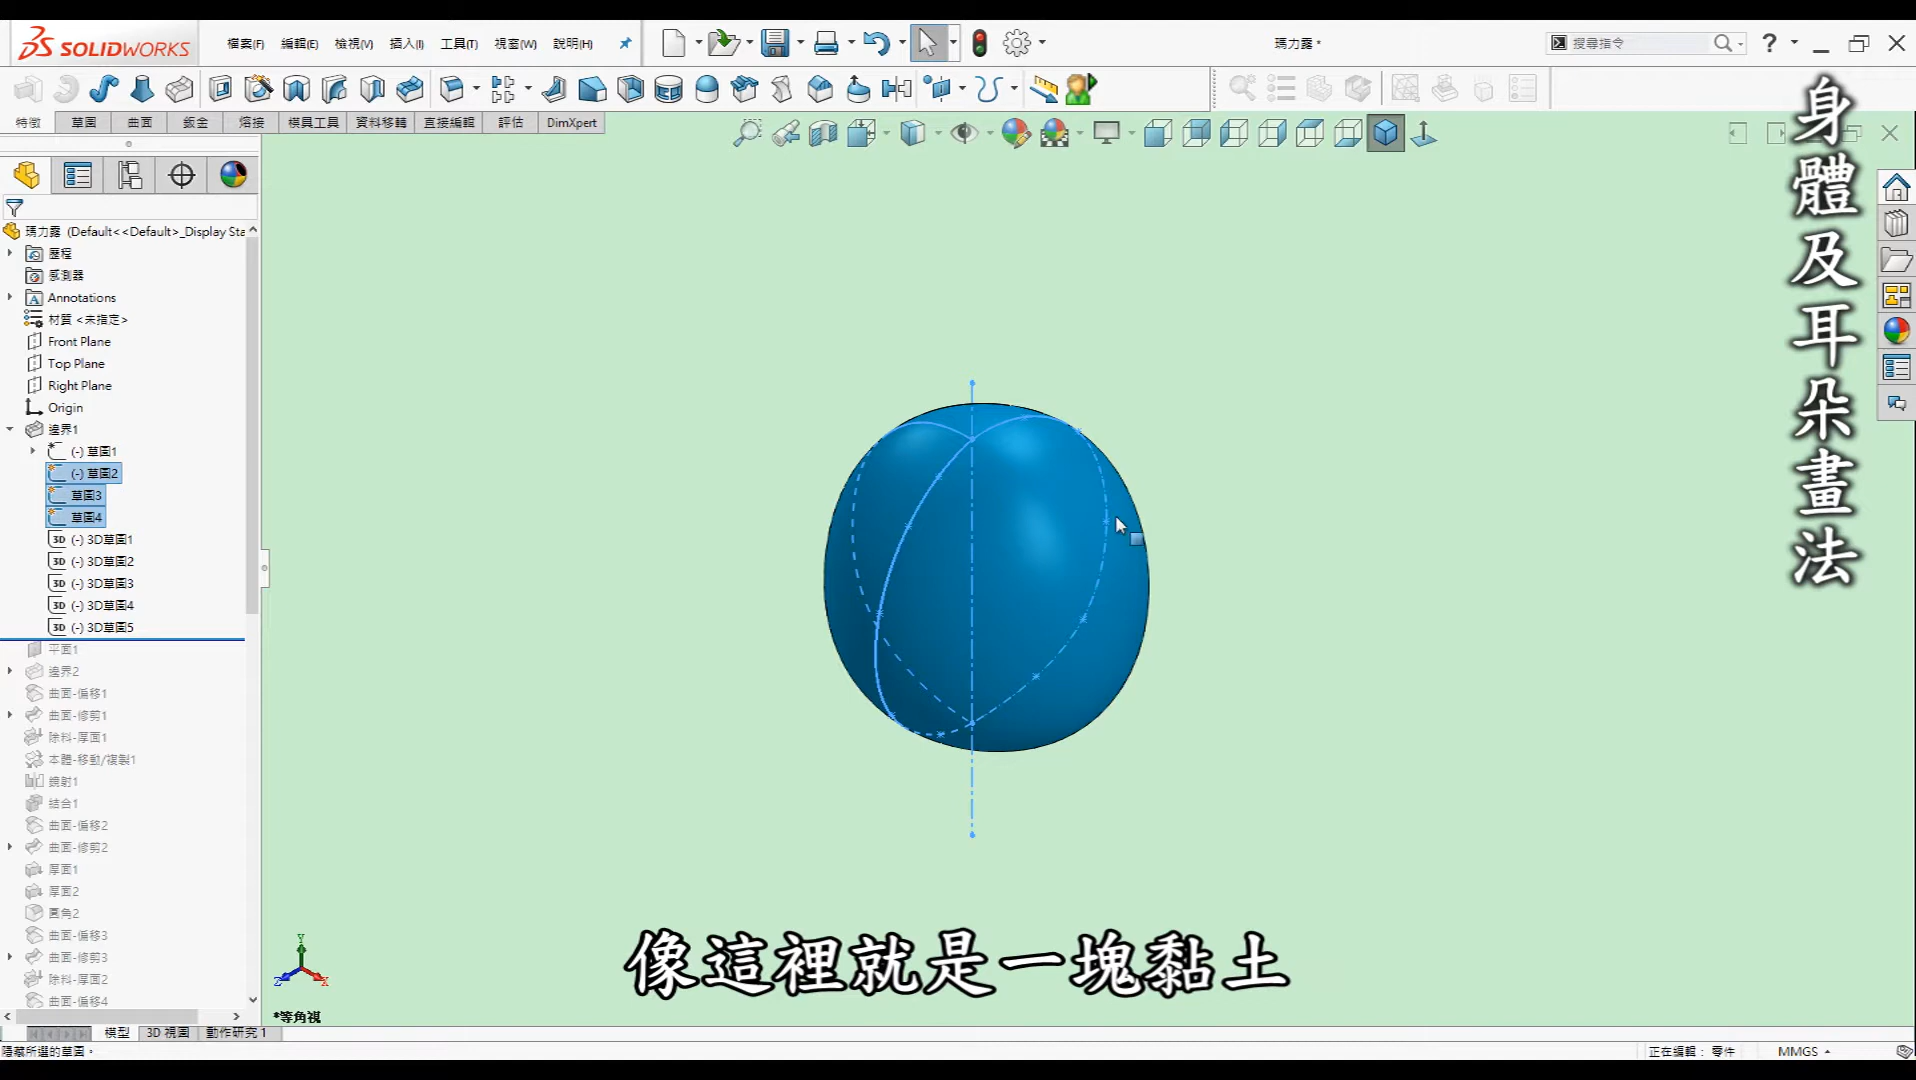 SOLIDWORKS
檔案(F) 編輯(E) 檢視(V) 插入(I) 工具(T) 視窗(W) 說明(H)
瑪力露 *
搜尋指令
特徵 草圖 曲面 鈑金 熔接 模具工具 資料移轉 直接編輯 評估 DimXpert
身體及耳朵畫法
瑪力露 (Default<<Default>_Display Sta
歷程
感測器
Annotations
材質 <未指定>
Front Plane
Top Plane
Right Plane
Origin
邊界1
(-) 草圖1
(-) 草圖2
草圖3
草圖4
3D (-) 3D草圖1
3D (-) 3D草圖2
3D (-) 3D草圖3
3D (-) 3D草圖4
3D (-) 3D草圖5
平面1
邊界2
曲面-偏移1
曲面-修剪1
除料-厚面1
本體-移動/複製1
鏡射1
結合1
曲面-偏移2
曲面-修剪2
厚面1
厚面2
圓角2
曲面-偏移3
曲面-修剪3
除料-厚面2
曲面-偏移4
Y
Z
X
像這裡就是一塊黏土
*等角視
模型 3D 視圖 動作研究 1
隱藏所選的草圖。
正在編輯：零件
MMGS